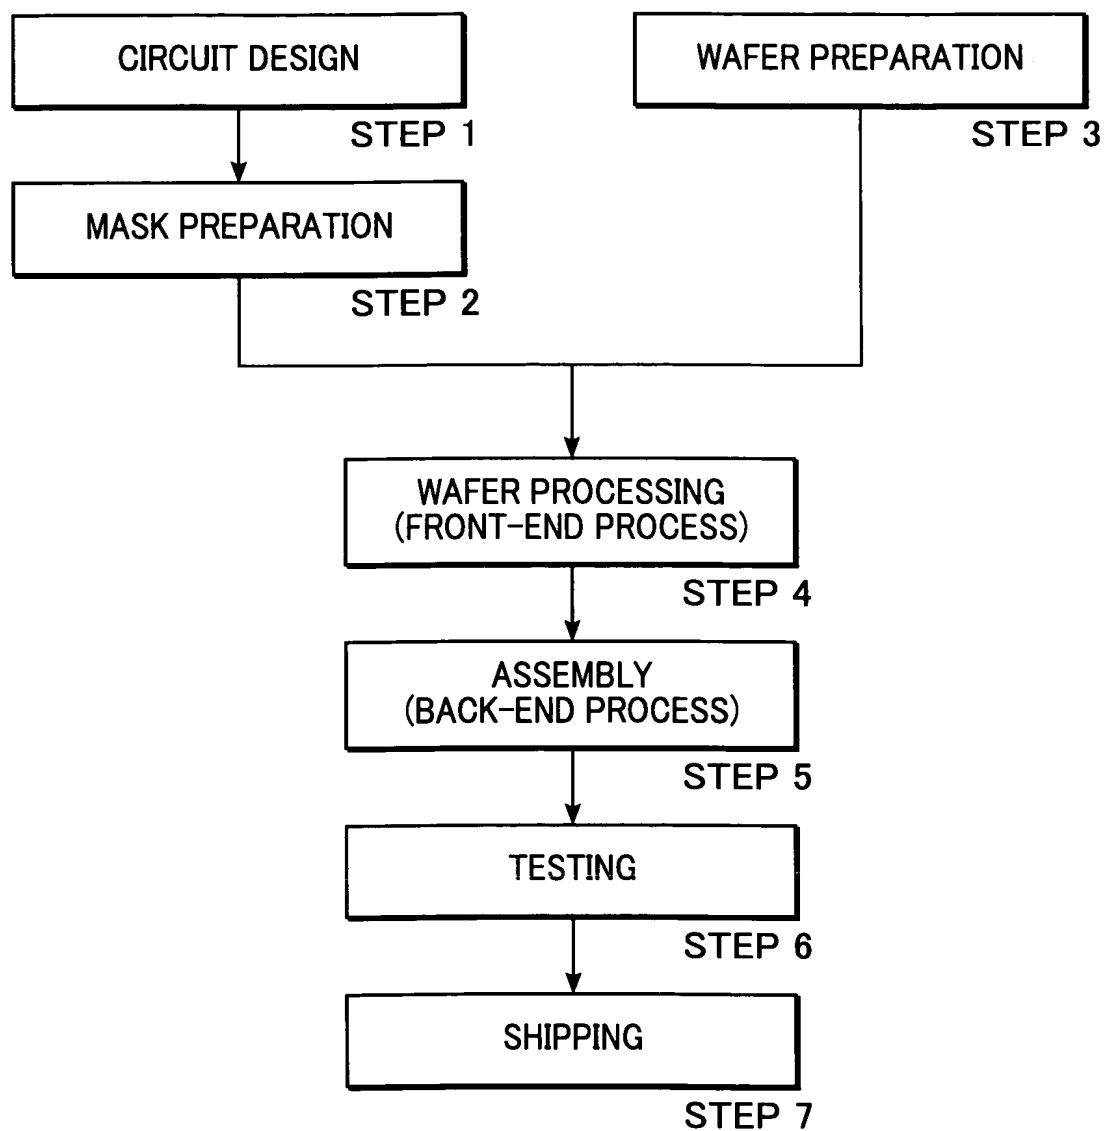 CIRCUIT DESIGN
STEP 1
WAFER PREPARATION
STEP 3
MASK PREPARATION
STEP 2
WAFER PROCESSING
(FRONT-END PROCESS)
STEP 4
ASSEMBLY
(BACK-END PROCESS)
STEP 5
TESTING
STEP 6
SHIPPING
STEP 7